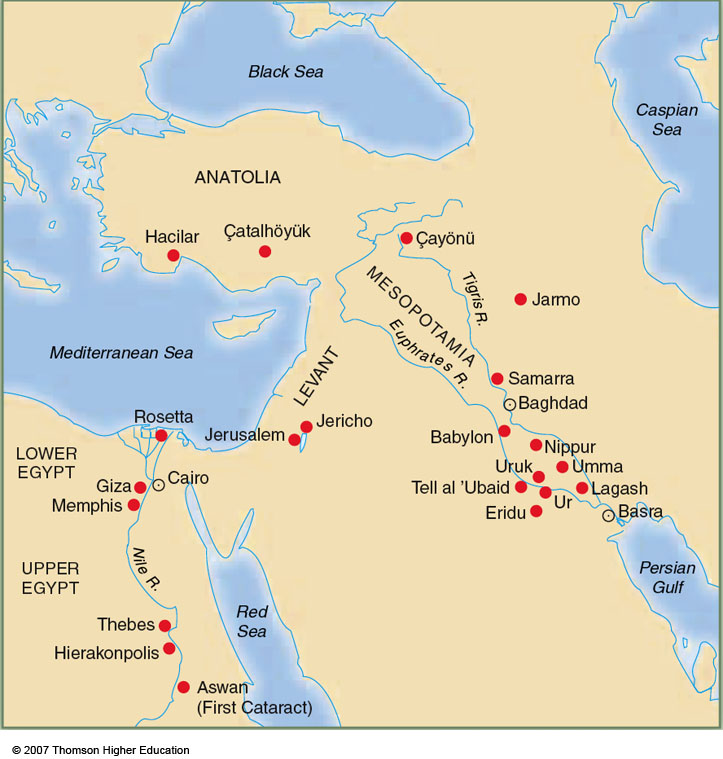 Black Sea
Caspian
Sea
ANATOLIA
Hacilar
Çatalhöyük
Çayönü
MESOPOTAMIA
Tigris R.
Jarmo
Euphrates R.
Mediterranean Sea
LEVANT
Samarra
Baghdad
Rosetta
Jericho
Jerusalem
Babylon
Nippur
LOWER
EGYPT
Uruk
Umma
Giza
Cairo
Tell al ’Ubaid
Lagash
Memphis
Ur
Eridu
Basra
Nile R.
UPPER
EGYPT
Persian
Gulf
Red
Sea
Thebes
Hierakonpolis
Aswan
(First Cataract)
© 2007 Thomson Higher Education